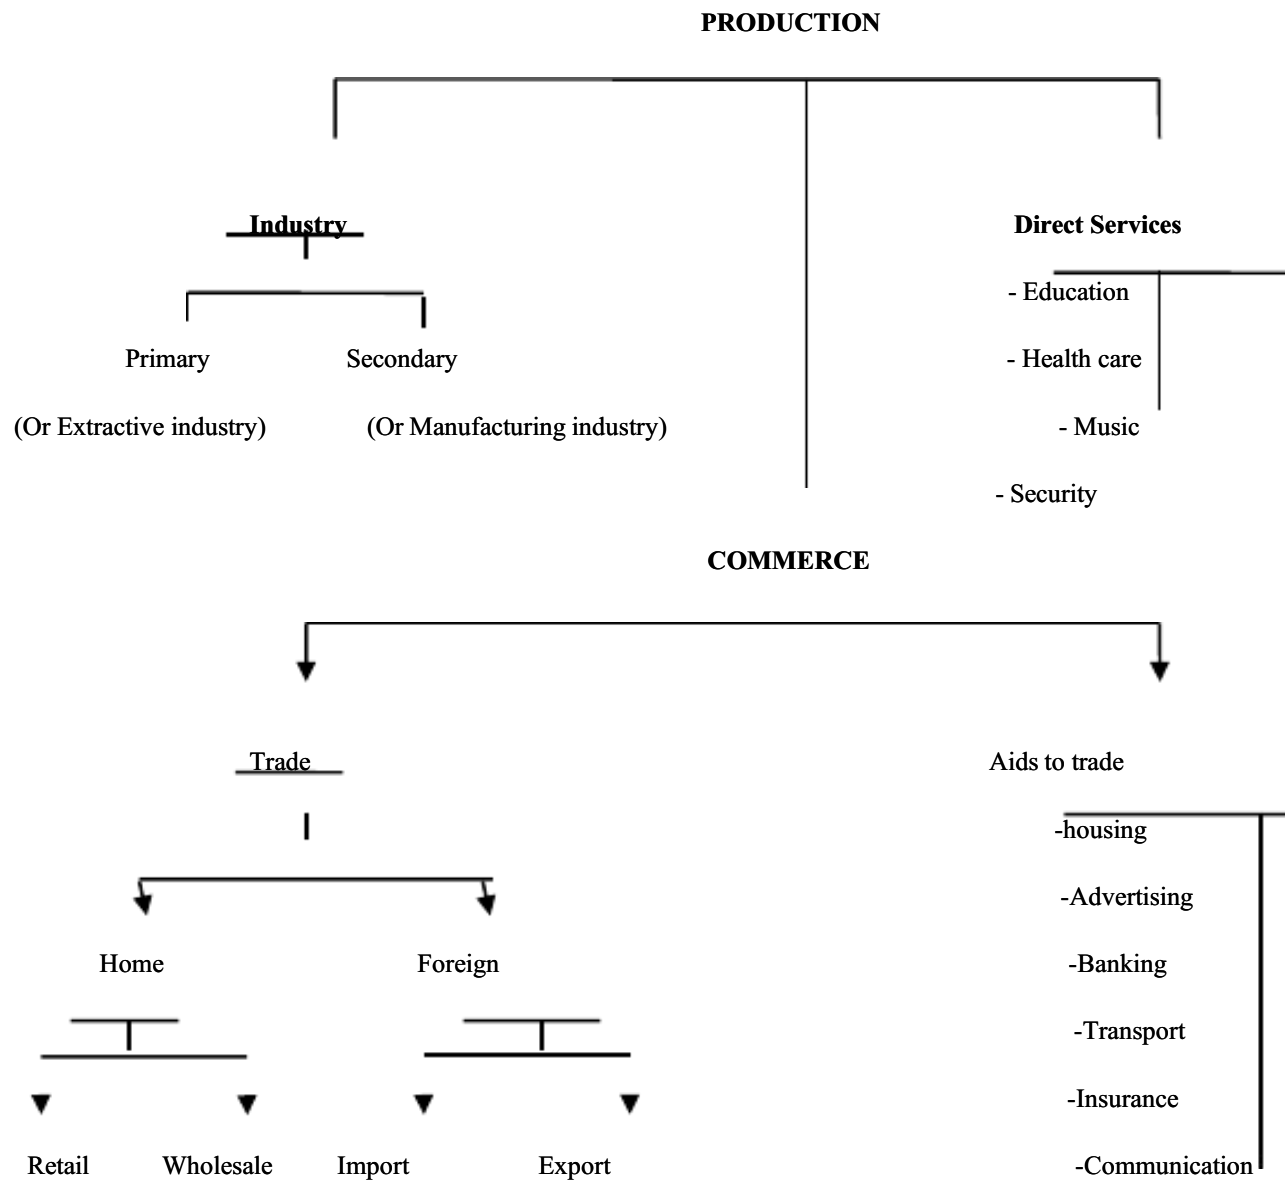 PRODUCTION
Industry
Direct Services
- Education
Primary
Secondary
- Health care
(Or Extractive industry)
(Or Manufacturing industry)
- Music
- Security
COMMERCE
Trade
Aids to trade
-housing
-Advertising
Home
Foreign
-Banking
-Transport
-Insurance
Retail
Wholesale
Import
Export
-Communication